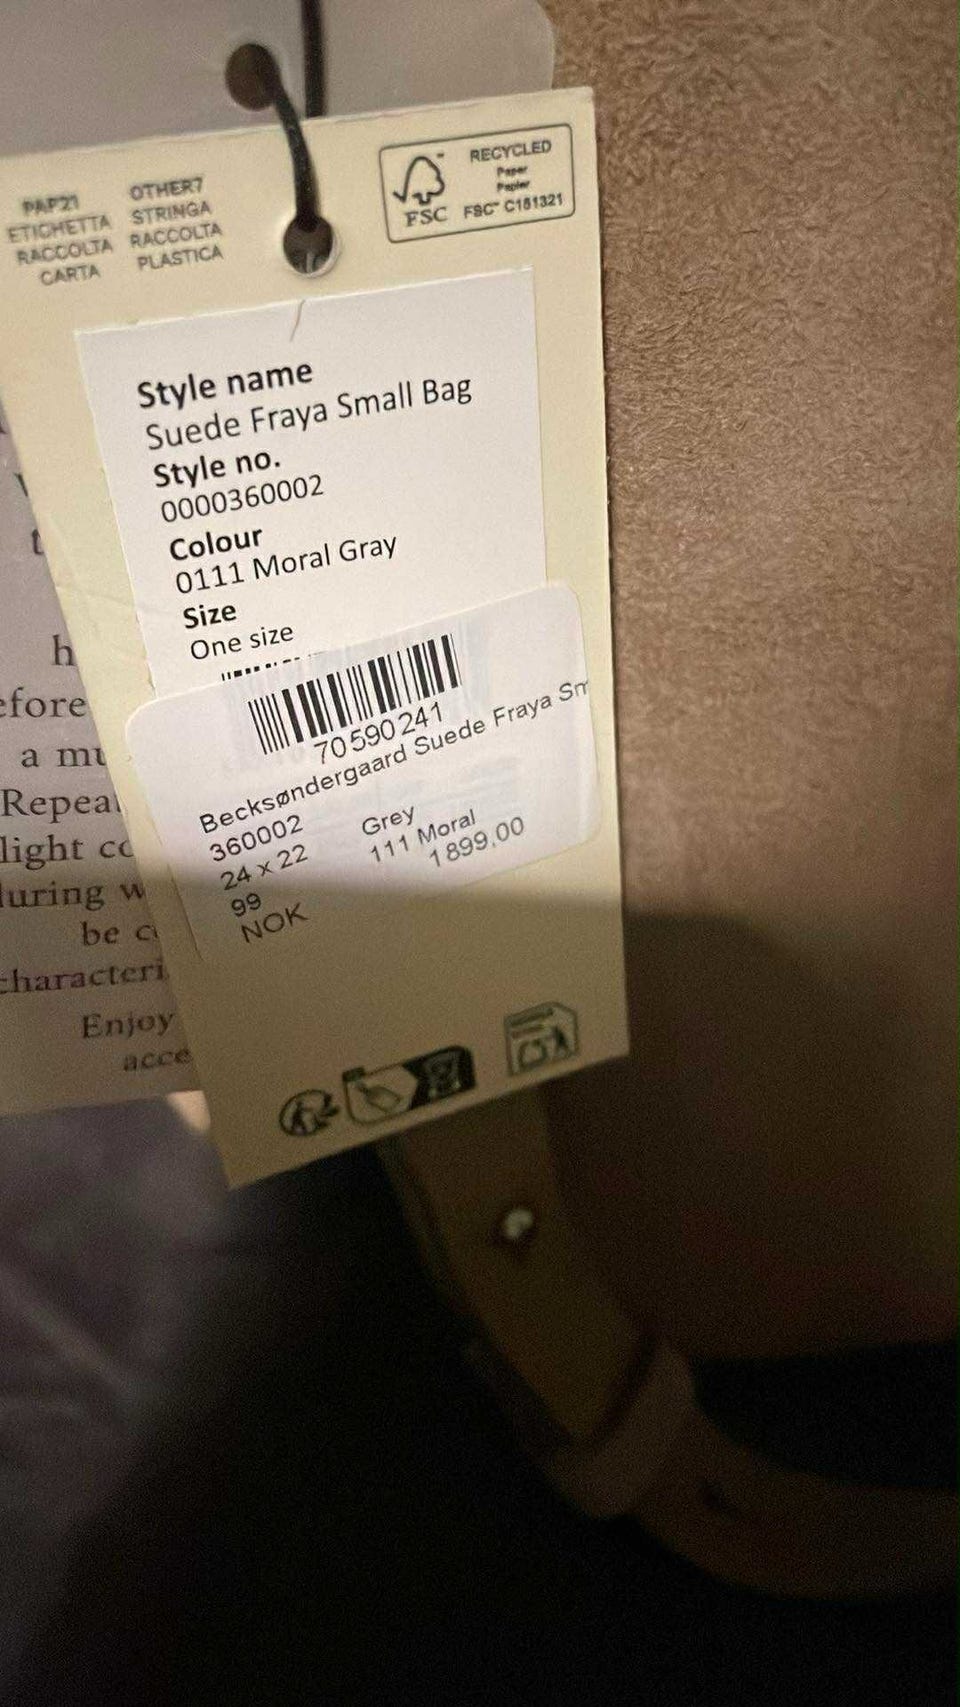 PAP21
ETICHETTA
RACCOLTA
CARTA
OTHER7
STRINGA
RACCOLTA
PLASTICA
FSC
RECYCLED
Paper
Papier
FSC™ C151321
Style name
Suede Fraya Small Bag
Style no.
0000360002
Colour
0111 Moral Gray
Size
One size
70590241
Becksøndergaard Suede Fraya Sm
360002 Grey
24 x 22 111 Moral
99 1899,00
NOK
h
efore
a mu
Repea
light co
during w
be c
characteri
Enjoy
acce